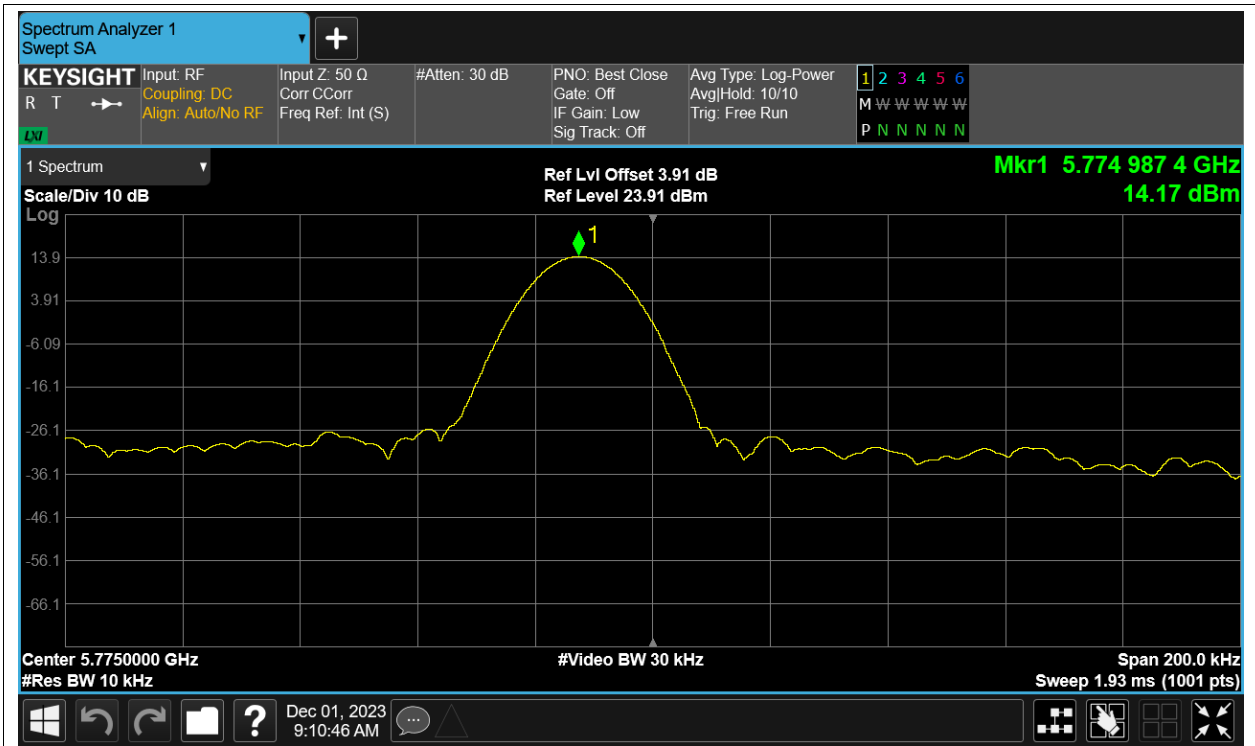 Spectrum Analyzer 1
Swept SA
KEYSIGHT
R T
LXI
Input: RF
Coupling: DC
Align: Auto/No RF
Input Z: 50 Ω
Corr CCorr
Freq Ref: Int (S)
#Atten: 30 dB
PNO: Best Close
Gate: Off
IF Gain: Low
Sig Track: Off
Avg Type: Log-Power
Avg|Hold: 10/10
Trig: Free Run
1 2 3 4 5 6
M W W W W W
P N N N N N
1 Spectrum
Scale/Div 10 dB
Log
Ref Lvl Offset 3.91 dB
Ref Level 23.91 dBm
Mkr1 5.774 987 4 GHz
14.17 dBm
1
13.9
3.91
-6.09
-16.1
-26.1
-36.1
-46.1
-56.1
-66.1
Center 5.7750000 GHz
#Res BW 10 kHz
#Video BW 30 kHz
Span 200.0 kHz
Sweep 1.93 ms (1001 pts)
?
Dec 01, 2023
9:10:46 AM